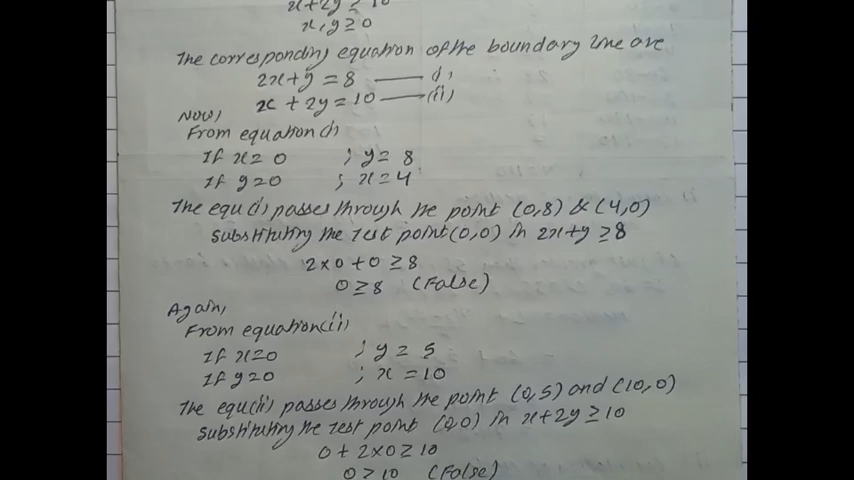 x+2y ≥ 10
x, y ≥ 0
The corresponding equation of the boundary line are
2x+y = 8 —— (i)
x + 2y = 10 —— (ii)
Now,
From equation (i)
If x = 0 ; y = 8
If y = 0 ; x = 4
The equ(i) passes through the point (0,8) & (4,0)
substituting the test point (0,0) in 2x+y ≥ 8
2×0 + 0 ≥ 8
0 ≥ 8 (False)
Again,
From equation (ii)
If x = 0 ; y = 5
If y = 0 ; x = 10
The equ(ii) passes through the point (0,5) and (10,0)
substituting the test point (0,0) in x+2y ≥ 10
0 + 2×0 ≥ 10
0 ≥ 10 (False)